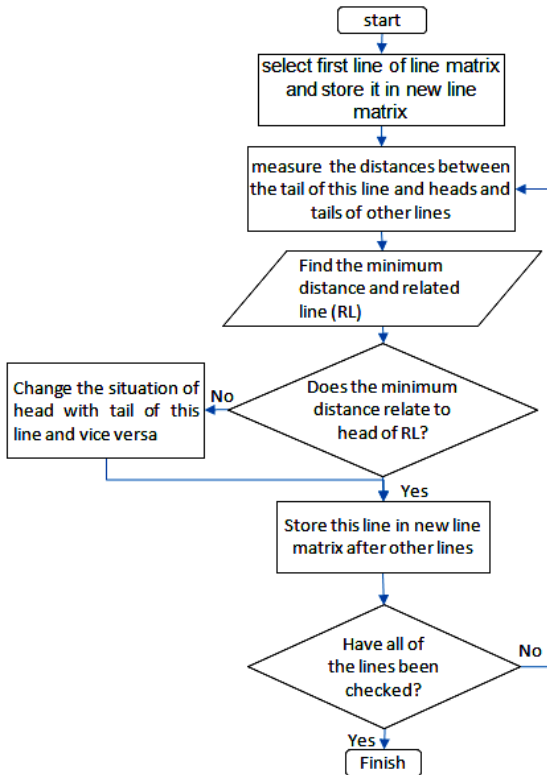 start
select first line of line matrix
and store it in new line
matrix
measure the distances between
the tail of this line and heads and
tails of other lines
Find the minimum
distance and related
line (RL)
Does the minimum
distance relate to
head of RL?
No
Change the situation of
head with tail of this
line and vice versa
Yes
Store this line in new line
matrix after other lines
Have all of
the lines been
checked?
No
Yes
Finish